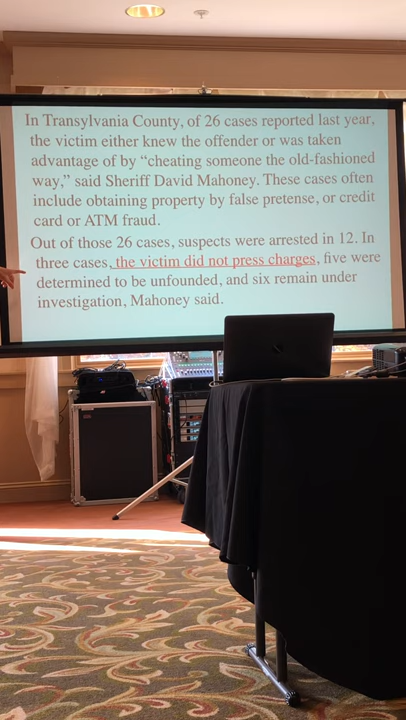 In Transylvania County, of 26 cases reported last year,
the victim either knew the offender or was taken
advantage of by “cheating someone the old-fashioned
way,” said Sheriff David Mahoney. These cases often
include obtaining property by false pretense, or credit
card or ATM fraud.
Out of those 26 cases, suspects were arrested in 12. In
three cases, the victim did not press charges, five were
determined to be unfounded, and six remain under
investigation, Mahoney said.